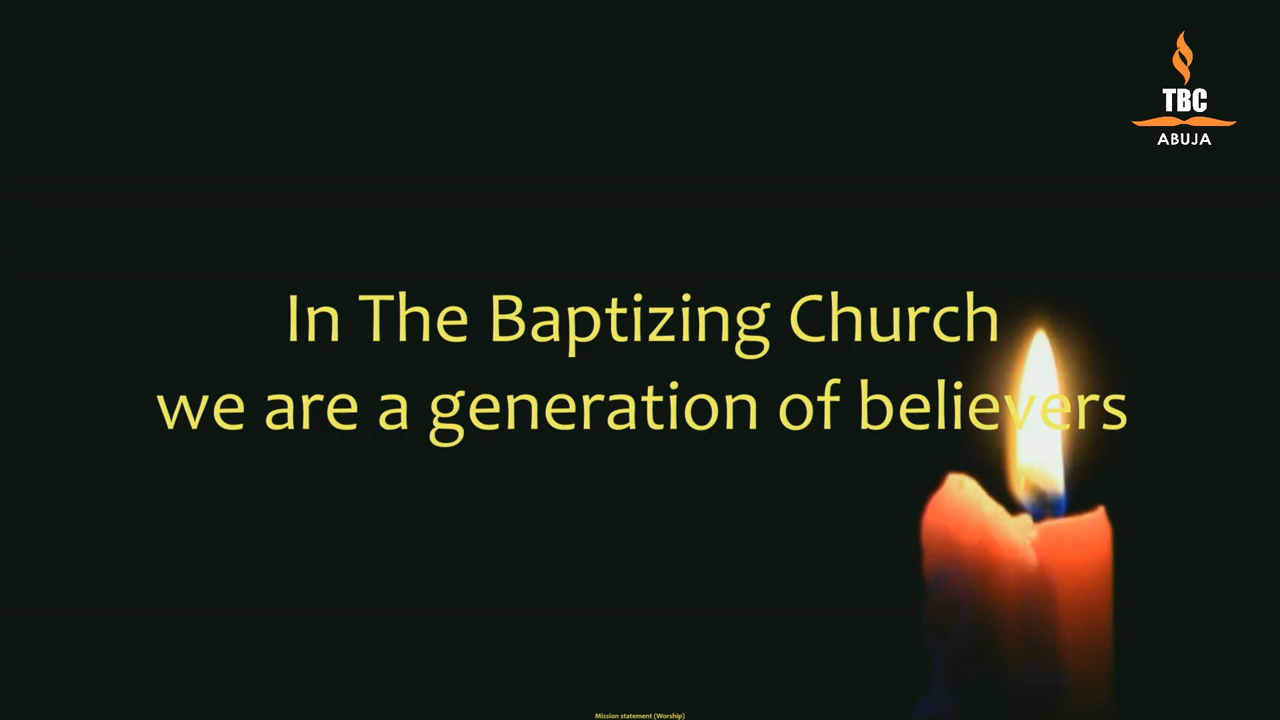 TBC
ABUJA
In The Baptizing Church
we are a generation of believers
Mission statement (Worship)